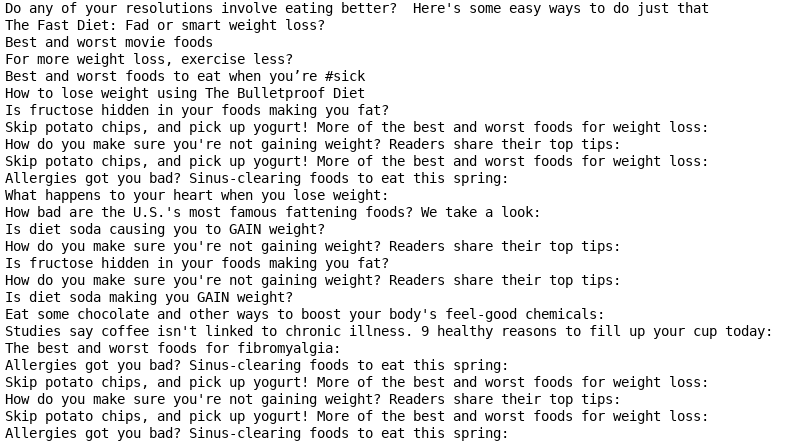 Do any of your resolutions involve eating better?  Here's some easy ways to do just that
The Fast Diet: Fad or smart weight loss?
Best and worst movie foods
For more weight loss, exercise less?
Best and worst foods to eat when you’re #sick
How to lose weight using The Bulletproof Diet
Is fructose hidden in your foods making you fat?
Skip potato chips, and pick up yogurt! More of the best and worst foods for weight loss:
How do you make sure you're not gaining weight? Readers share their top tips:
Skip potato chips, and pick up yogurt! More of the best and worst foods for weight loss:
Allergies got you bad? Sinus-clearing foods to eat this spring:
What happens to your heart when you lose weight:
How bad are the U.S.'s most famous fattening foods? We take a look:
Is diet soda causing you to GAIN weight?
How do you make sure you're not gaining weight? Readers share their top tips:
Is fructose hidden in your foods making you fat?
How do you make sure you're not gaining weight? Readers share their top tips:
Is diet soda making you GAIN weight?
Eat some chocolate and other ways to boost your body's feel-good chemicals:
Studies say coffee isn't linked to chronic illness. 9 healthy reasons to fill up your cup today:
The best and worst foods for fibromyalgia:
Allergies got you bad? Sinus-clearing foods to eat this spring:
Skip potato chips, and pick up yogurt! More of the best and worst foods for weight loss:
How do you make sure you're not gaining weight? Readers share their top tips:
Skip potato chips, and pick up yogurt! More of the best and worst foods for weight loss:
Allergies got you bad? Sinus-clearing foods to eat this spring: